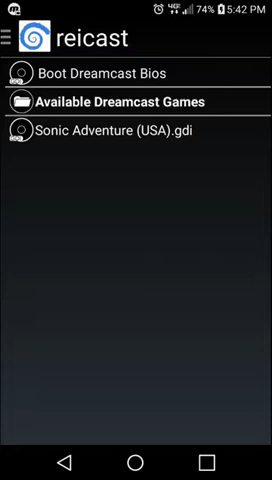 74% 5:42 PM
reicast
Boot Dreamcast Bios
Available Dreamcast Games
Sonic Adventure (USA).gdi